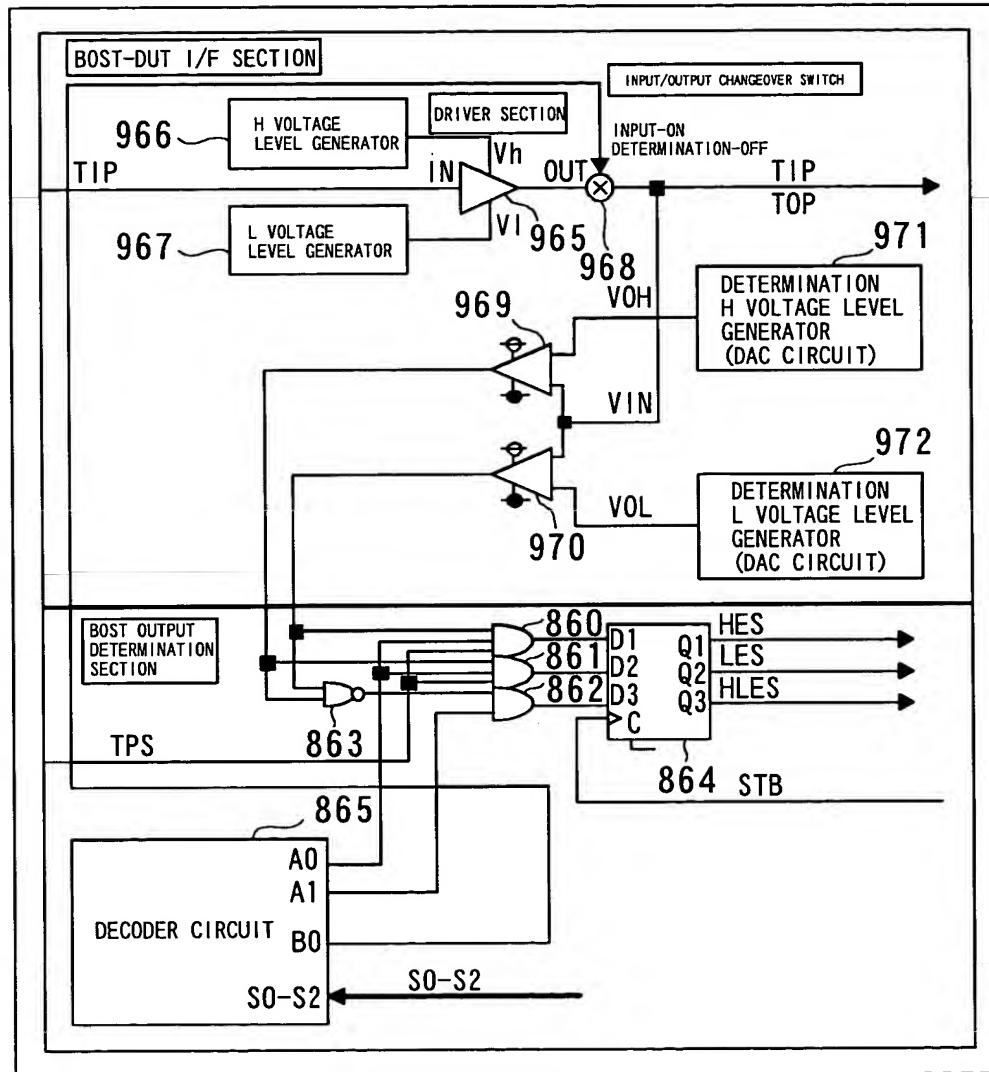 BOST-DUT I/F SECTION
INPUT/OUTPUT CHANGEOVER SWITCH
966
H VOLTAGE
LEVEL GENERATOR
DRIVER SECTION
INPUT-ON
DETERMINATION-OFF
Vh
TIP
iN
OUT
TIP
TOP
Vl
965
967
L VOLTAGE
LEVEL GENERATOR
968
971
VOH
DETERMINATION
H VOLTAGE LEVEL
GENERATOR
(DAC CIRCUIT)
969
VIN
972
VOL
DETERMINATION
L VOLTAGE LEVEL
GENERATOR
(DAC CIRCUIT)
970
BOST OUTPUT
DETERMINATION
SECTION
860
861
862
863
D1
D2
D3
C
Q1
Q2
Q3
HES
LES
HLES
TPS
864
STB
865
DECODER CIRCUIT
A0
A1
B0
S0-S2
S0-S2